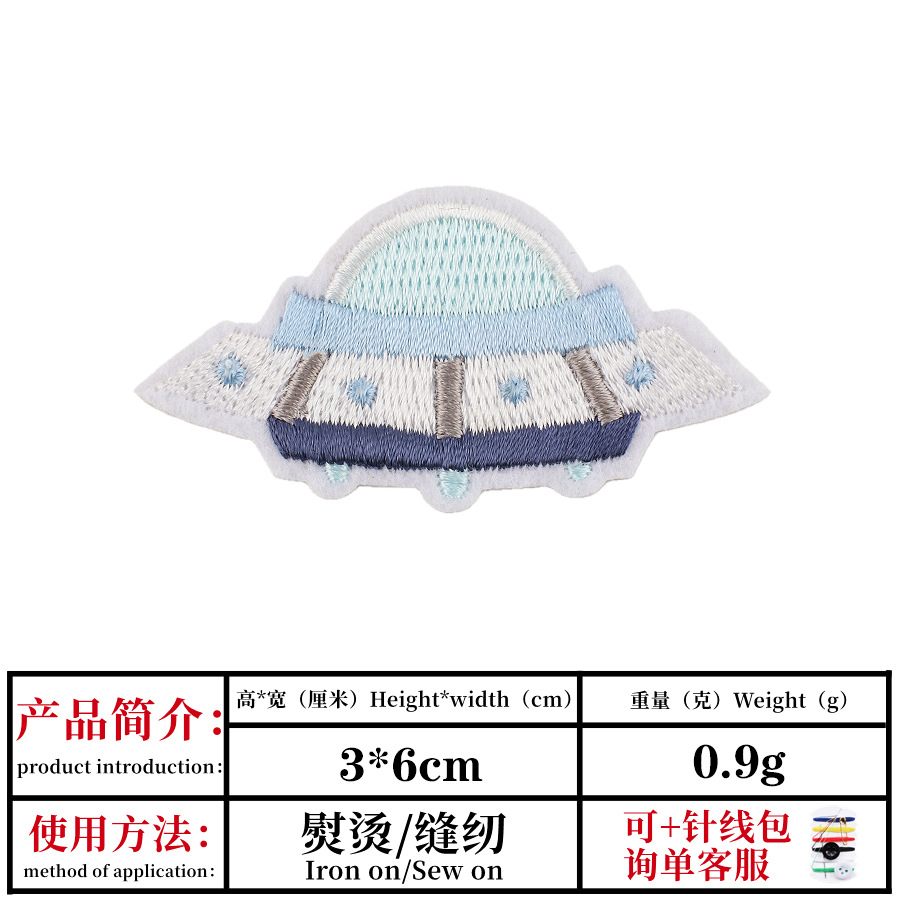 产品简介：
product introduction：
高*宽（厘米）Height*width（cm）
重量（克）Weight（g）
3*6cm
0.9g
使用方法：
method of application：
熨烫/缝纫
Iron on/Sew on
可+针线包
询单客服